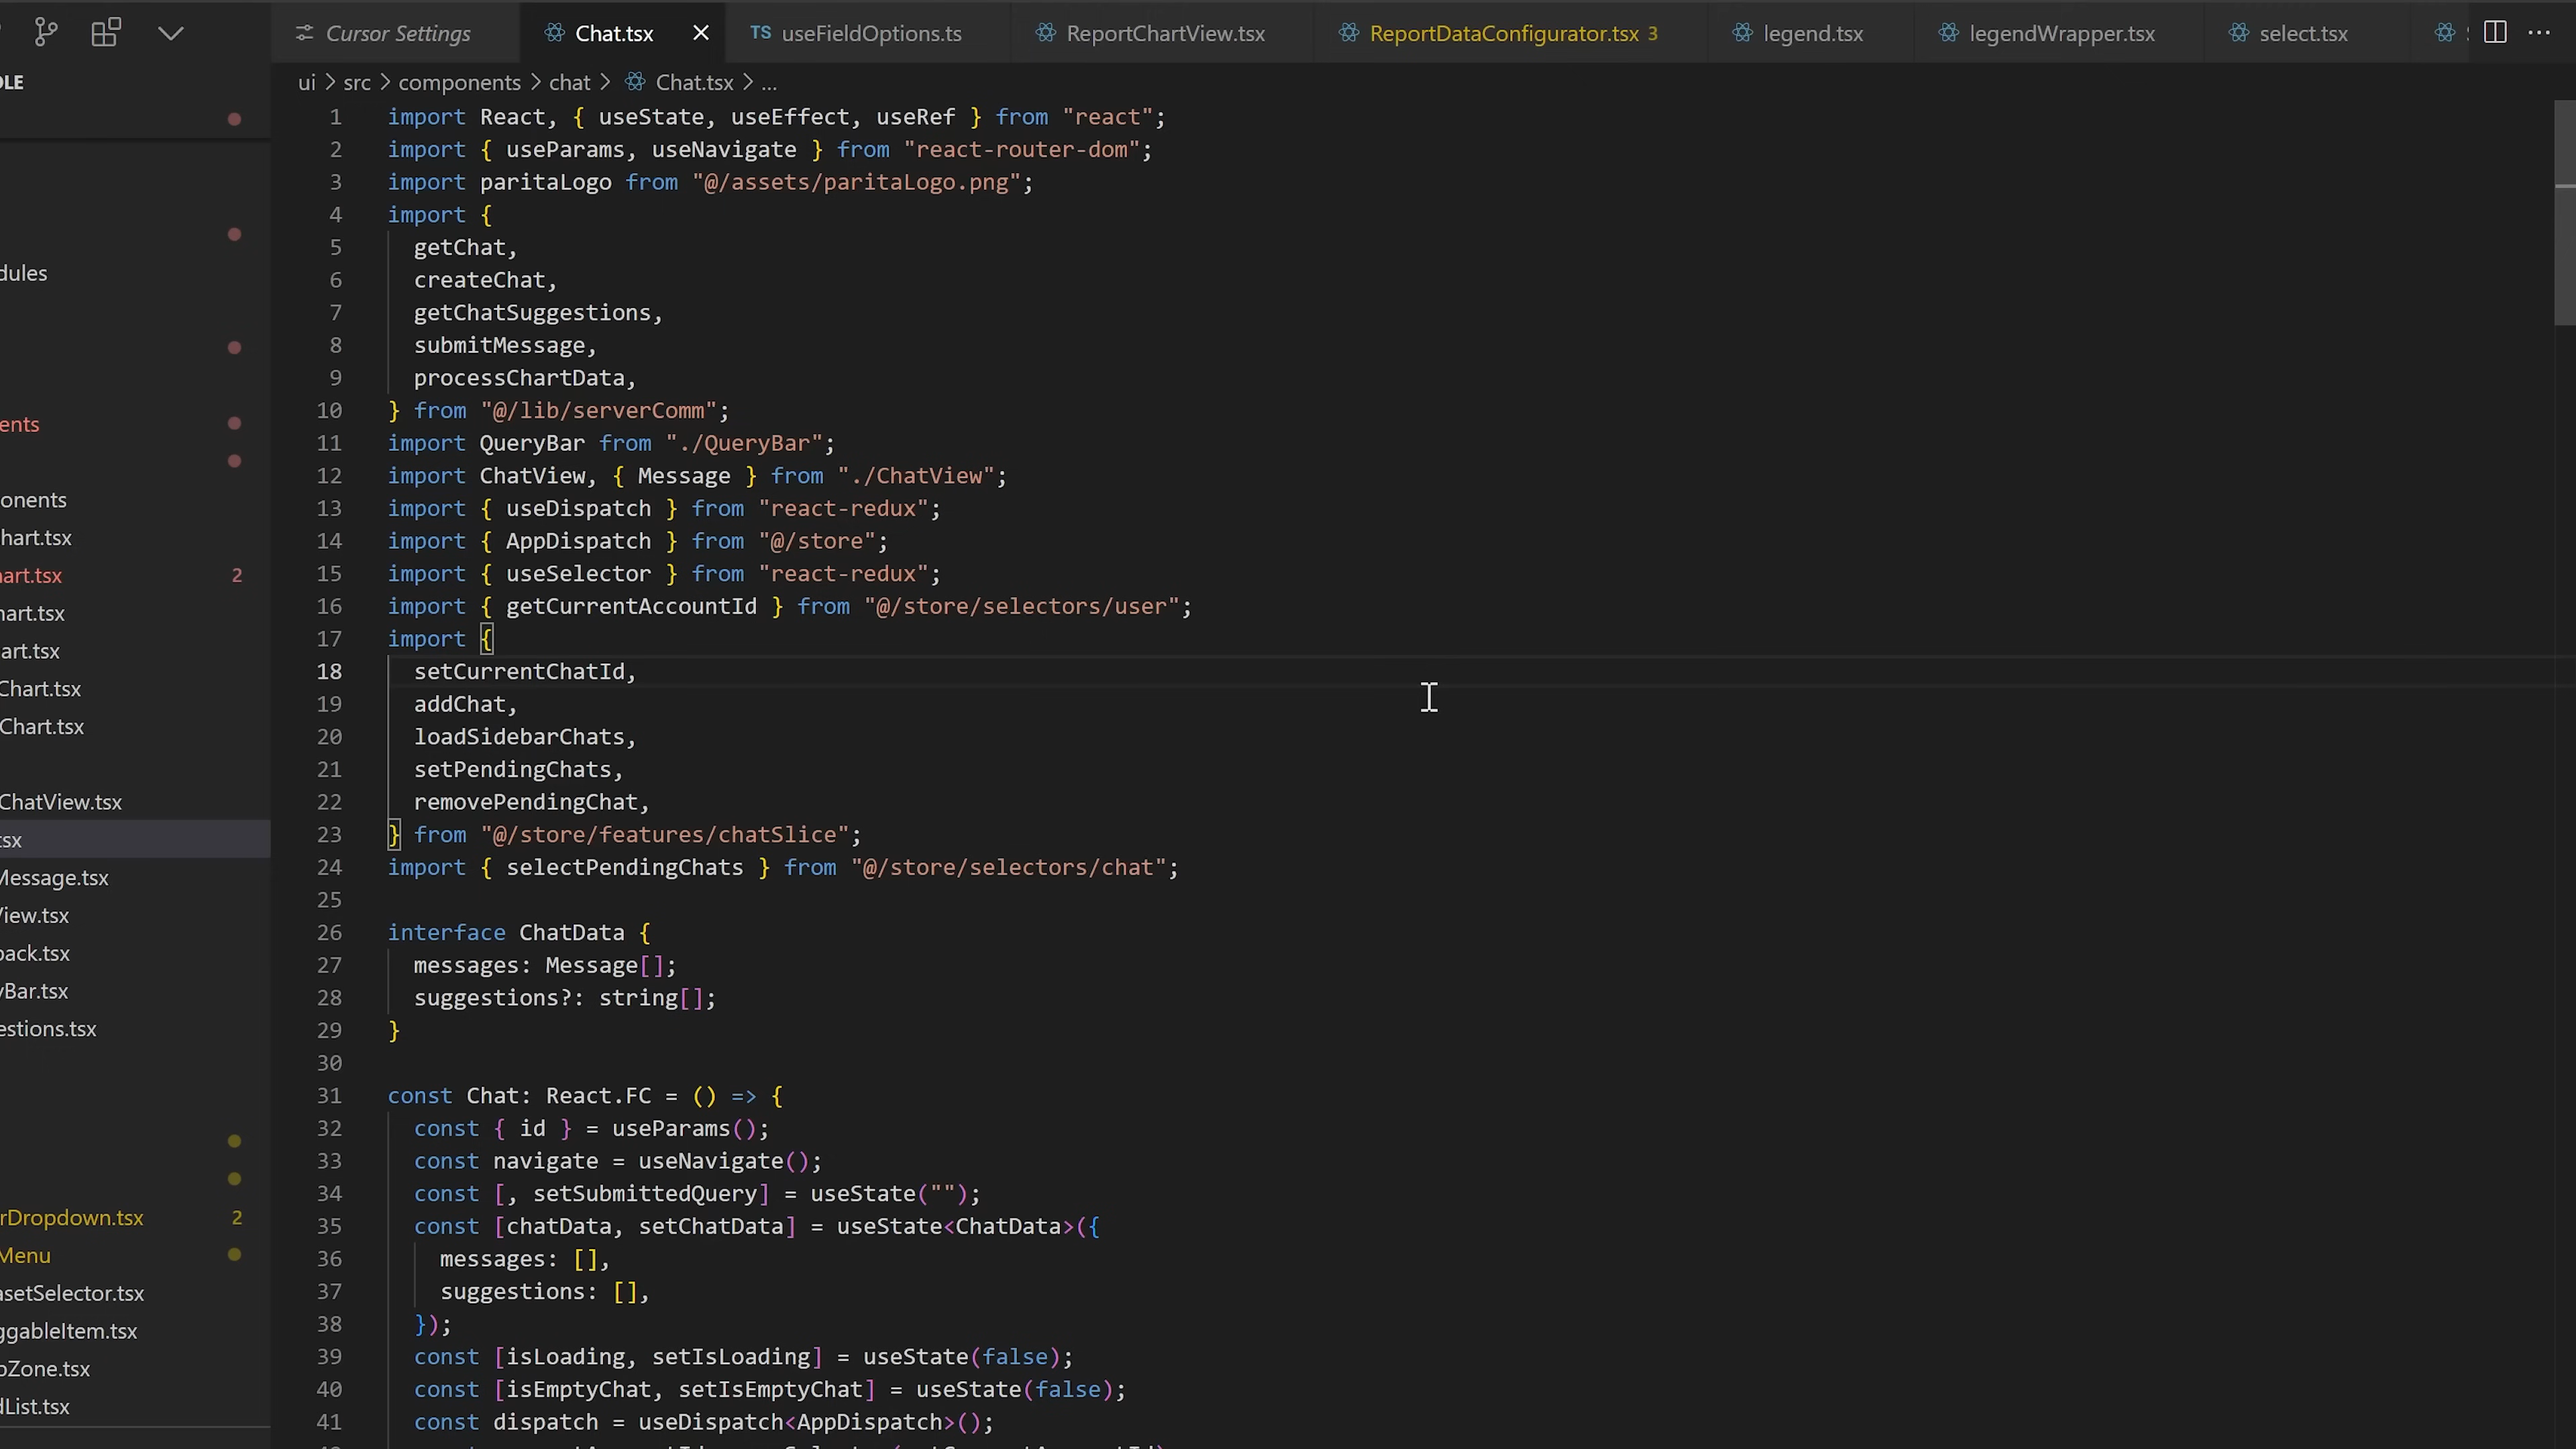 Cursor Settings
Chat.tsx
TS useFieldOptions.ts
ReportChartView.tsx
ReportDataConfigurator.tsx 3
legend.tsx
legendWrapper.tsx
select.tsx
ui > src > components > chat > Chat.tsx > ...
OLE
dules
ents
onents
hart.tsx
art.tsx 2
hart.tsx
art.tsx
Chart.tsx
Chart.tsx
ChatView.tsx
tsx
Message.tsx
View.tsx
back.tsx
yBar.tsx
estions.tsx
rDropdown.tsx 2
Menu
asetSelector.tsx
ggableItem.tsx
pZone.tsx
dList.tsx
1 import React, { useState, useEffect, useRef } from "react";
2 import { useParams, useNavigate } from "react-router-dom";
3 import paritaLogo from "@/assets/paritaLogo.png";
4 import {
5 getChat,
6 createChat,
7 getChatSuggestions,
8 submitMessage,
9 processChartData,
10 } from "@/lib/serverComm";
11 import QueryBar from "./QueryBar";
12 import ChatView, { Message } from "./ChatView";
13 import { useDispatch } from "react-redux";
14 import { AppDispatch } from "@/store";
15 import { useSelector } from "react-redux";
16 import { getCurrentAccountId } from "@/store/selectors/user";
17 import {
18 setCurrentChatId,
19 addChat,
20 loadSidebarChats,
21 setPendingChats,
22 removePendingChat,
23 } from "@/store/features/chatSlice";
24 import { selectPendingChats } from "@/store/selectors/chat";
25
26 interface ChatData {
27 messages: Message[];
28 suggestions?: string[];
29 }
30
31 const Chat: React.FC = () => {
32 const { id } = useParams();
33 const navigate = useNavigate();
34 const [, setSubmittedQuery] = useState("");
35 const [chatData, setChatData] = useState<ChatData>({
36 messages: [],
37 suggestions: [],
38 });
39 const [isLoading, setIsLoading] = useState(false);
40 const [isEmptyChat, setIsEmptyChat] = useState(false);
41 const dispatch = useDispatch<AppDispatch>();